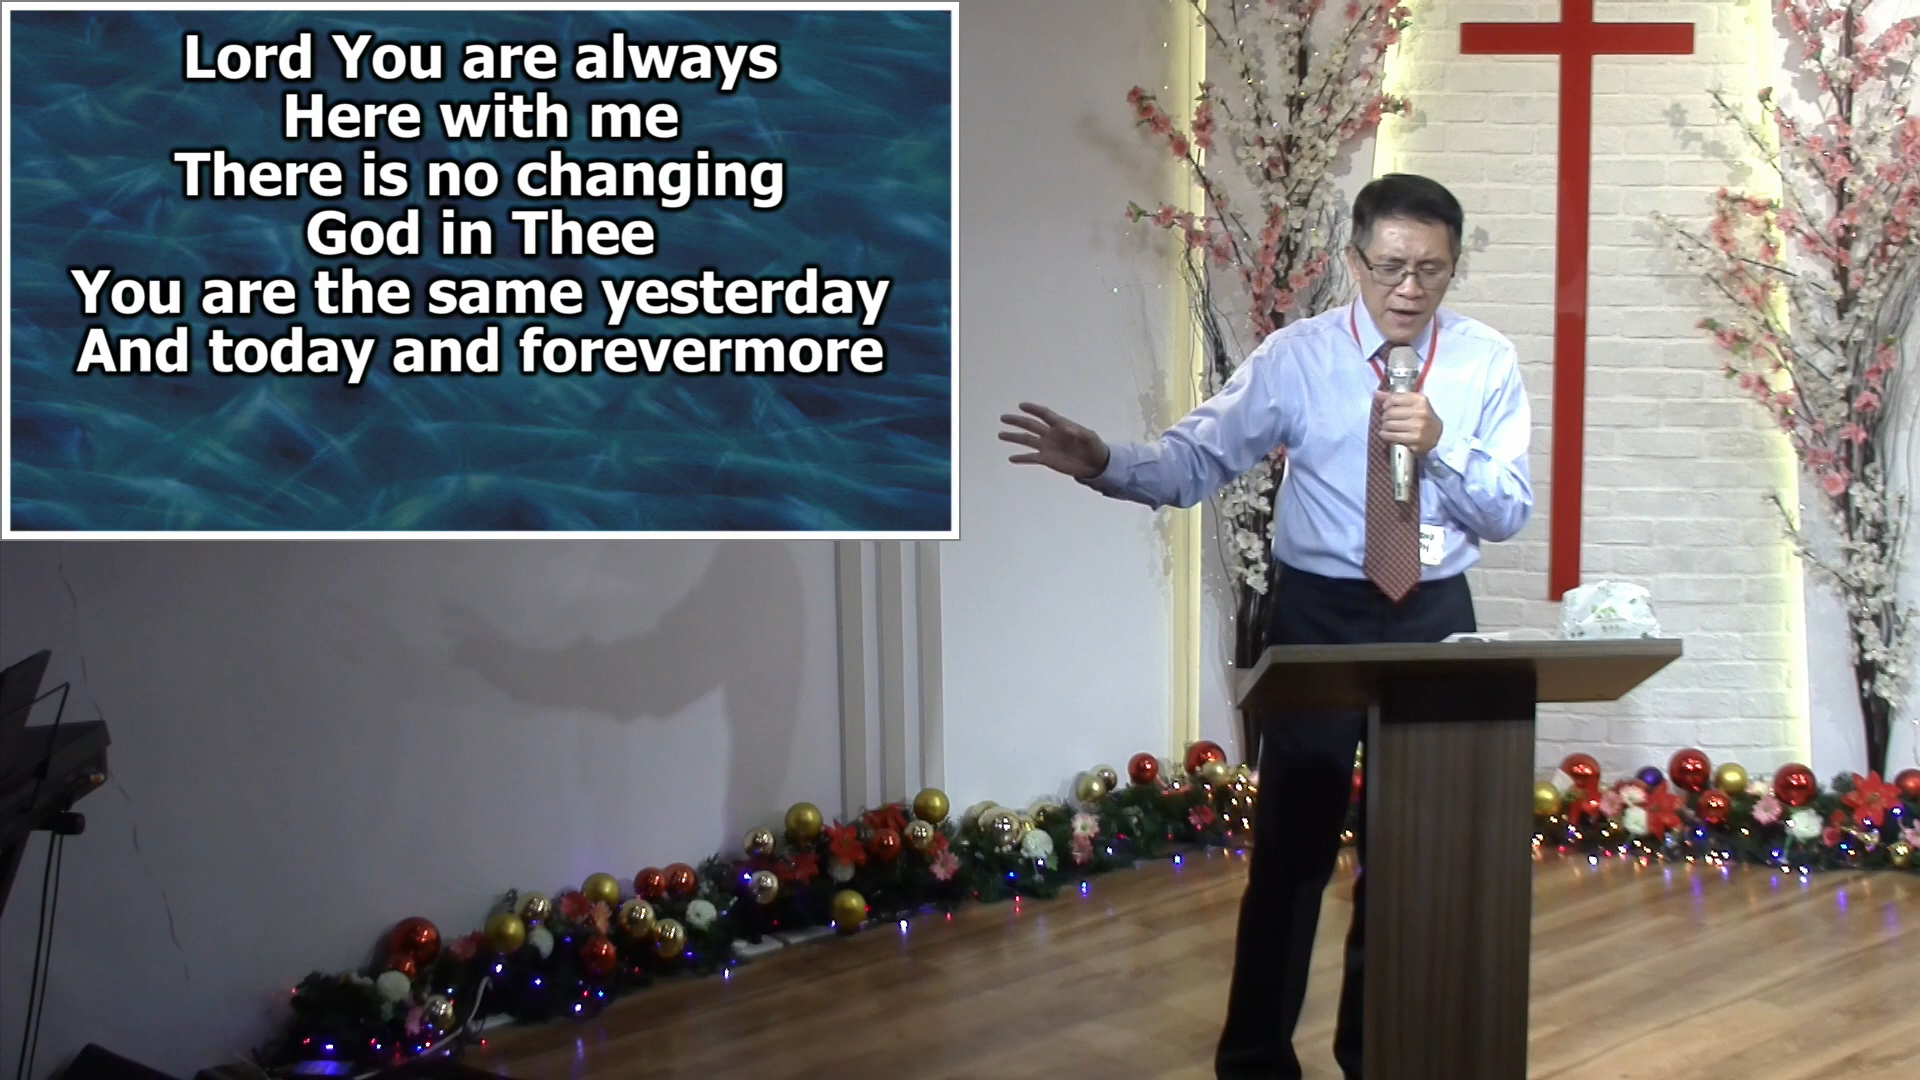 Lord You are always
Here with me
There is no changing
God in Thee
You are the same yesterday
And today and forevermore